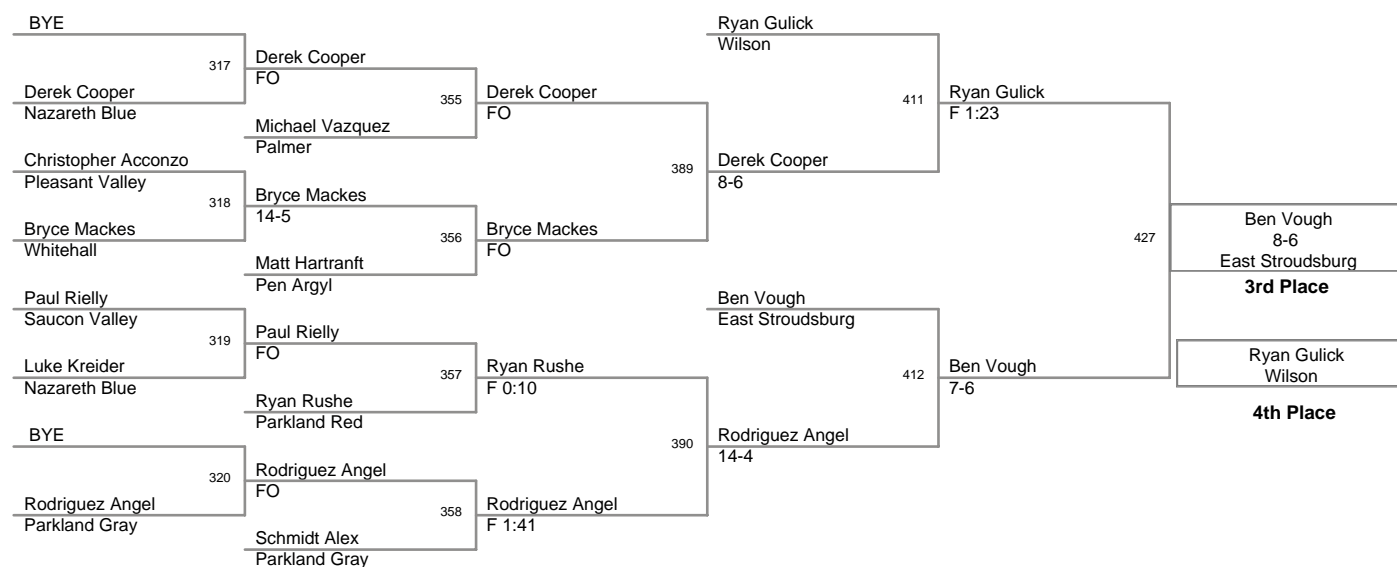 BYE
317
Derek Cooper
Nazareth Blue
Christopher Acconzo
Pleasant Valley
318
Bryce Mackes
Whitehall
Paul Rielly
Saucon Valley
319
Luke Kreider
Nazareth Blue
BYE
320
Rodriguez Angel
Parkland Gray
Derek Cooper
FO
355
Michael Vazquez
Palmer
Bryce Mackes
14-5
356
Matt Hartranft
Pen Argyl
Paul Rielly
FO
357
Ryan Rushe
Parkland Red
Rodriguez Angel
FO
358
Schmidt Alex
Parkland Gray
Derek Cooper
FO
389
Bryce Mackes
FO
Ryan Rushe
F 0:10
390
Rodriguez Angel
F 1:41
Ryan Gulick
Wilson
411
Derek Cooper
8-6
Ben Vough
East Stroudsburg
412
Rodriguez Angel
14-4
Ryan Gulick
F 1:23
427
Ben Vough
7-6
Ben Vough
8-6
East Stroudsburg
3rd Place
Ryan Gulick
Wilson
4th Place